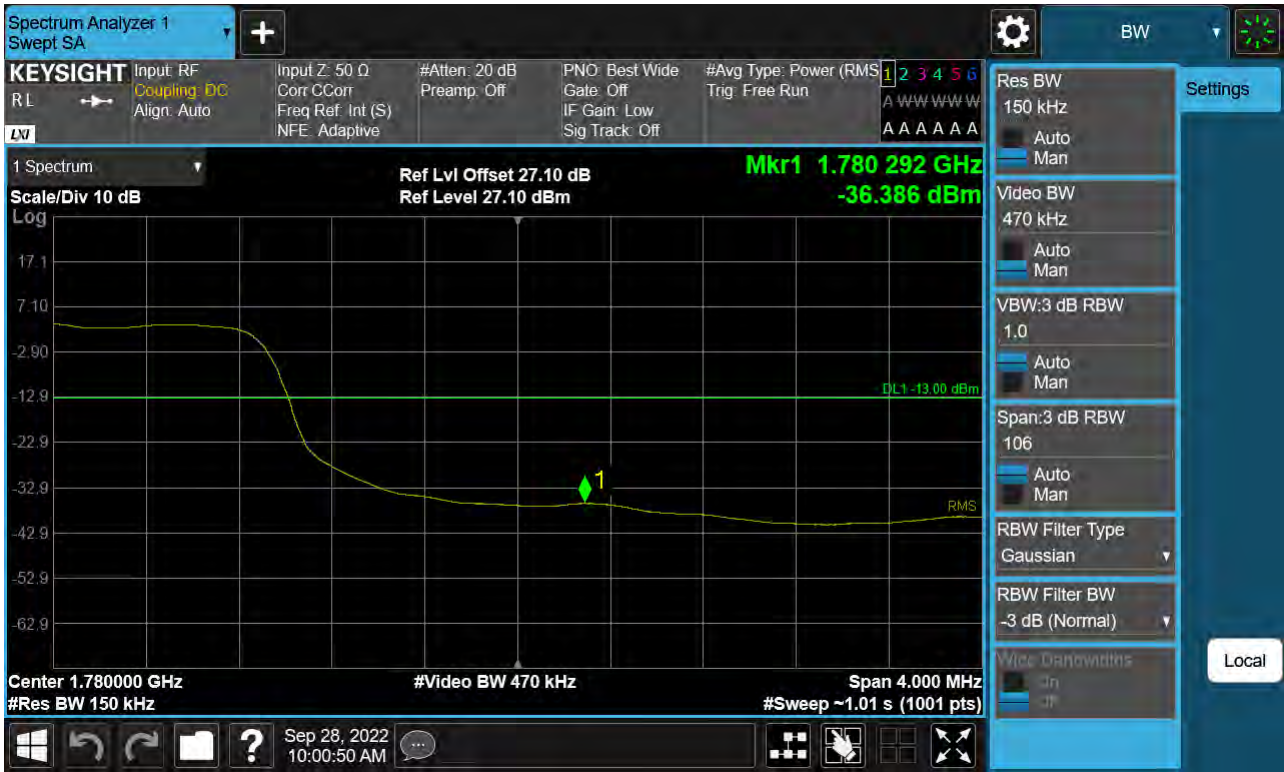 Spectrum Analyzer 1
Swept SA
+
BW
KEYSIGHT
RL
LXI
Input: RF
Coupling: DC
Align: Auto
Input Z: 50 Ω
Corr CCorr
Freq Ref: Int (S)
NFE: Adaptive
#Atten: 20 dB
Preamp: Off
PNO: Best Wide
Gate: Off
IF Gain: Low
Sig Track: Off
#Avg Type: Power (RMS
Trig: Free Run
1 2 3 4 5 6
A W W W W W
A A A A A A
1 Spectrum
Scale/Div 10 dB
Log
Ref Lvl Offset 27.10 dB
Ref Level 27.10 dBm
Mkr1 1.780 292 GHz
-36.386 dBm
17.1
7.10
-2.90
-12.9
-22.9
-32.9
-42.9
-52.9
-62.9
DL1 -13.00 dBm
1
RMS
Center 1.780000 GHz
#Res BW 150 kHz
#Video BW 470 kHz
Span 4.000 MHz
#Sweep ~1.01 s (1001 pts)
Res BW
150 kHz
Auto
Man
Video BW
470 kHz
Auto
Man
VBW:3 dB RBW
1.0
Auto
Man
Span:3 dB RBW
106
Auto
Man
RBW Filter Type
Gaussian
RBW Filter BW
-3 dB (Normal)
Settings
Local
?
Sep 28, 2022
10:00:50 AM